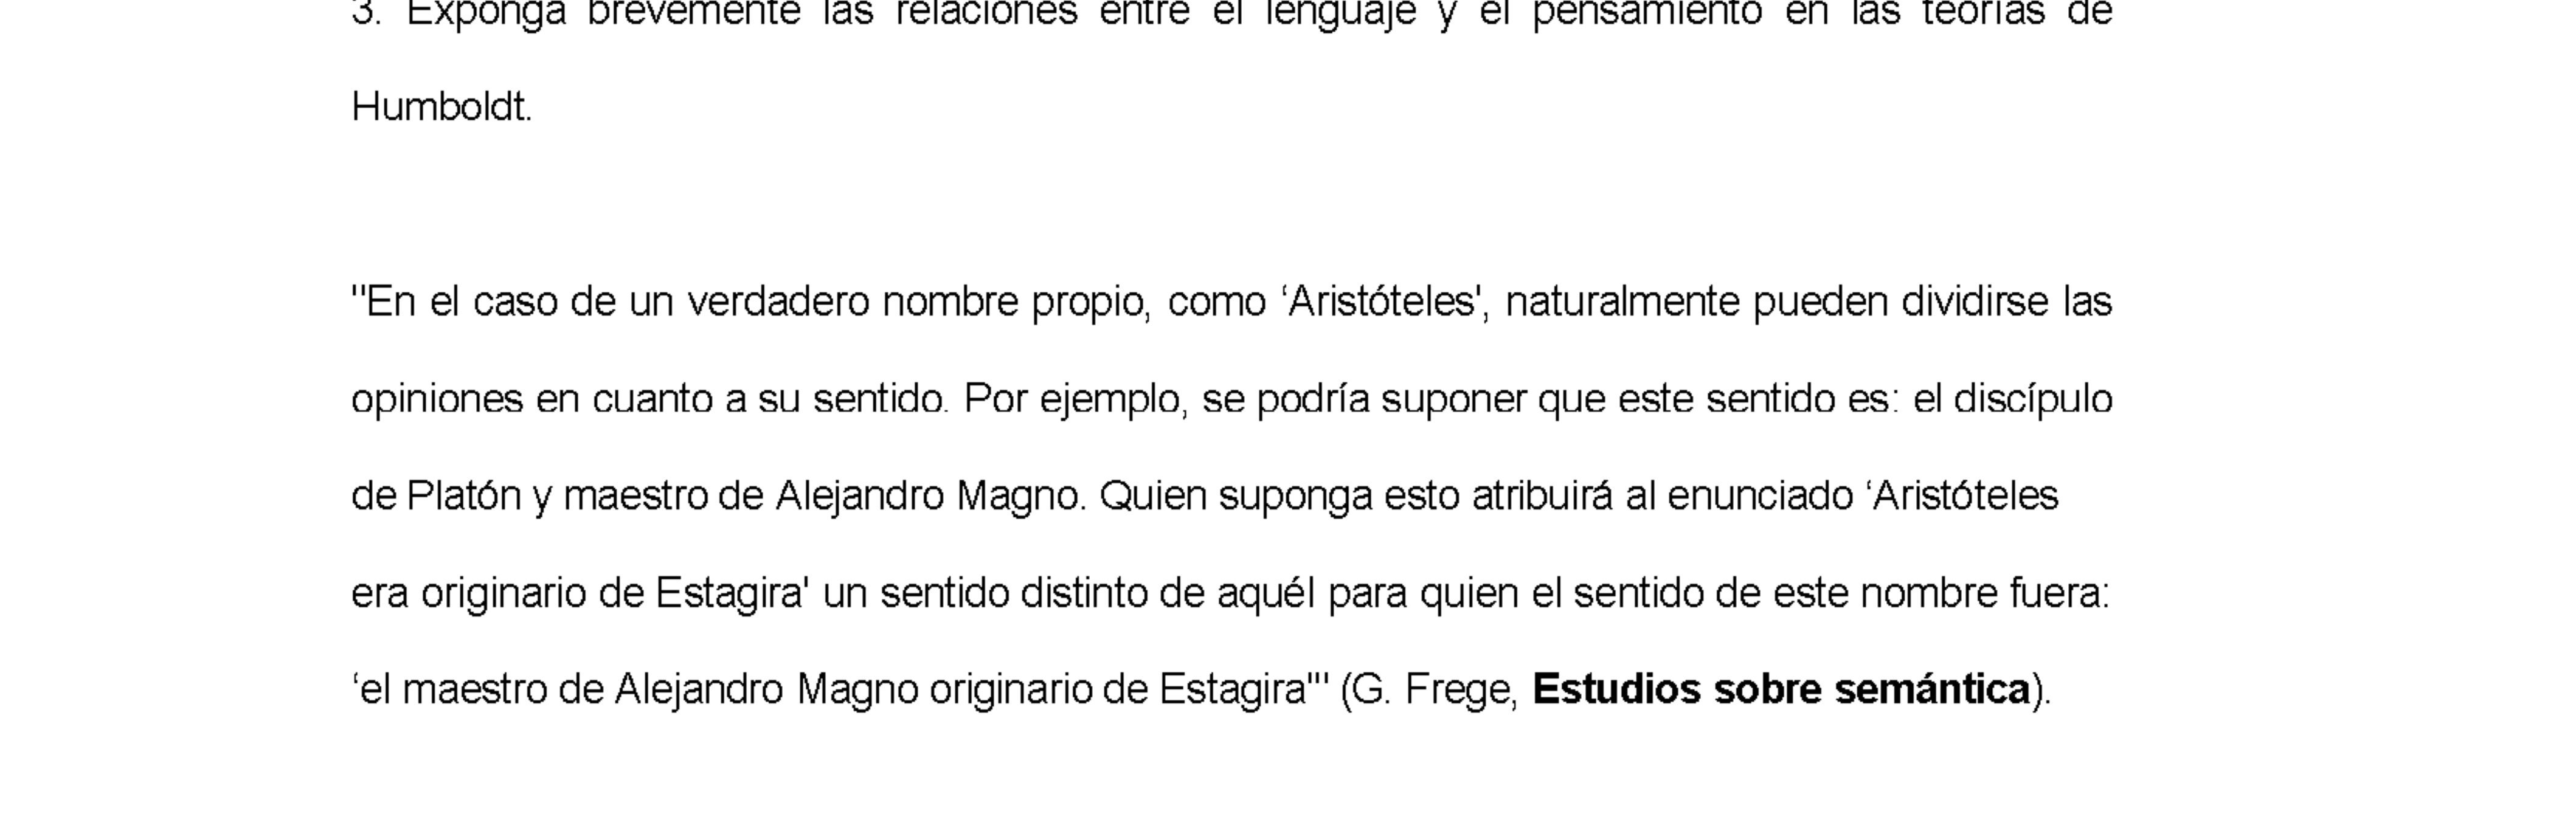 3. Exponga brevemente las relaciones entre el lenguaje y el pensamiento en las teorías de
Humboldt.
"En el caso de un verdadero nombre propio, como ‘Aristóteles', naturalmente pueden dividirse las
opiniones en cuanto a su sentido. Por ejemplo, se podría suponer que este sentido es: el discípulo
de Platón y maestro de Alejandro Magno. Quien suponga esto atribuirá al enunciado ‘Aristóteles
era originario de Estagira' un sentido distinto de aquél para quien el sentido de este nombre fuera:
‘el maestro de Alejandro Magno originario de Estagira"' (G. Frege, Estudios sobre semántica).